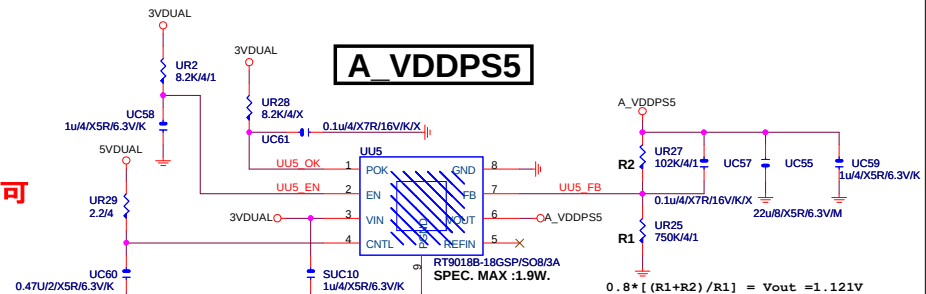 3VDUAL
UR2
8.2K/4/1
UC58
1u/4/X5R/6.3V/K
3VDUAL
UR28
8.2K/4/X
UC61
0.1u/4/X7R/16V/K/X
A_VDDPS5
5VDUAL
可
UR29
2.2/4
UC60
0.47U/2/X5R/6.3V/K
UU5
UU5_OK
1
POK
GND
8
UU5_EN
2
EN
FB
7
UU5_FB
3VDUAL
3
VIN
VOUT
6
A_VDDPS5
4
CNTL
REFIN
5
PGND
9
RT9018B-18GSP/SO8/3A
SPEC. MAX :1.9W.
SUC10
1u/4/X5R/6.3V/K
A_VDDPS5
R2
UR27
102K/4/1
UC57
0.1u/4/X7R/16V/K/X
UC55
22u/8/X5R/6.3V/M
UC59
1u/4/X5R/6.3V/K
R1
UR25
750K/4/1
0.8*[(R1+R2)/R1] = Vout =1.121V